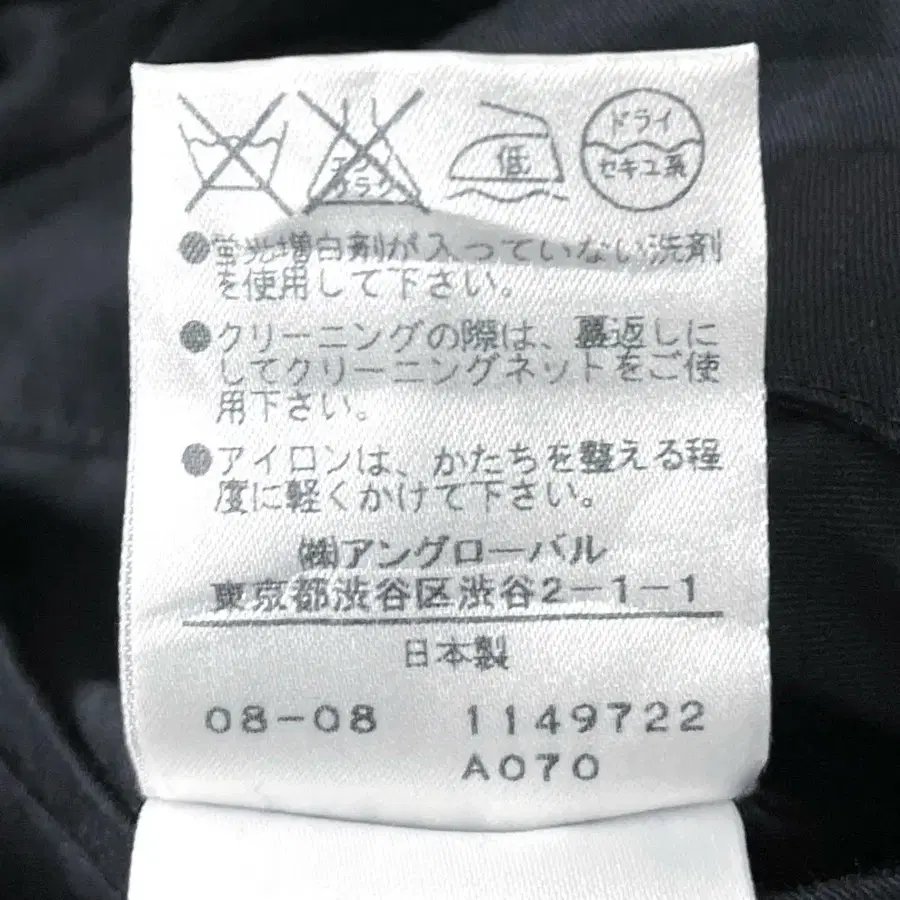 エンソ
サラシ
低
ドライ
セキユ系
●蛍光増白剤が入っていない洗剤
を使用して下さい。
●クリーニングの際は、裏返しに
してクリーニングネットをご使
用下さい。
●アイロンは、かたちを整える程
度に軽くかけて下さい。
㈱アングローバル
東京都渋谷区渋谷2-1-1
日本製
08-08 1149722
A070